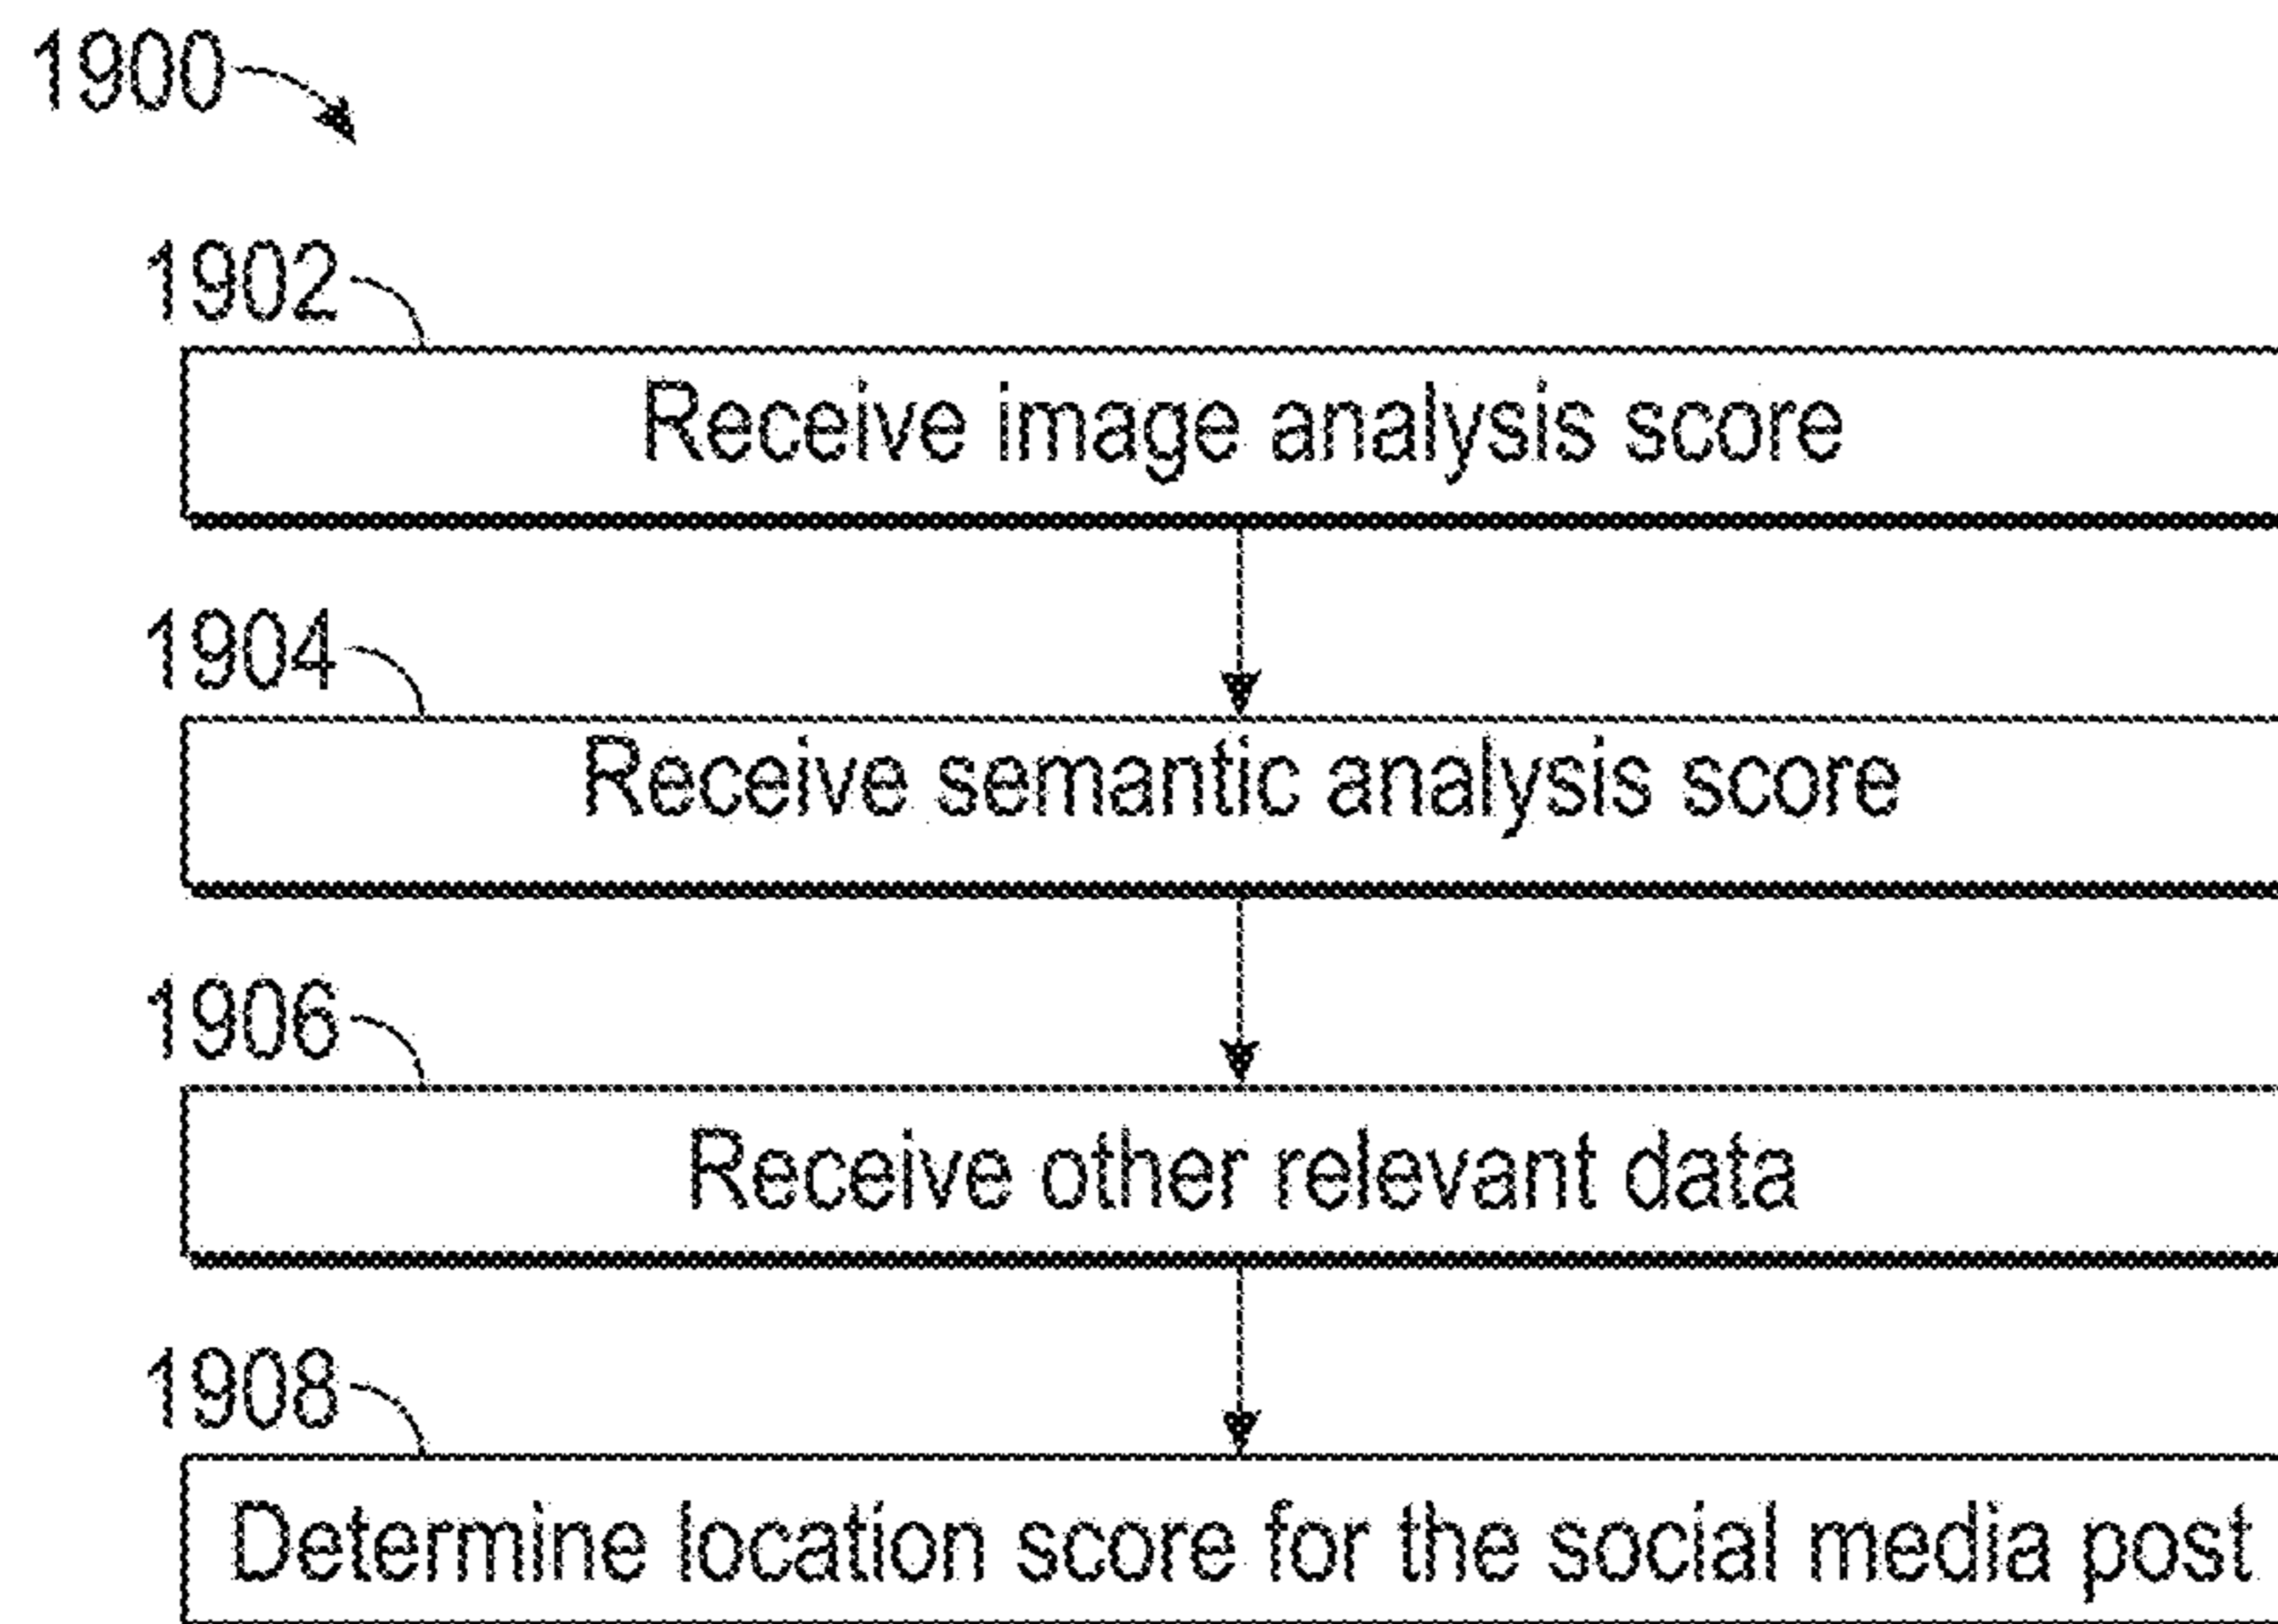 1900
1902
Receive image analysis score
1904
Receive semantic analysis score
1906
Receive other relevant data
1908
Determine location score for the social media post